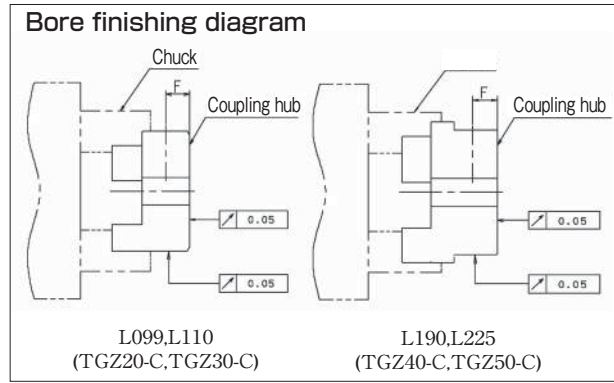 Bore finishing diagram
Chuck
F
Coupling hub
0.05
0.05
L099,L110
(TGZ20-C,TGZ30-C)
F
Coupling hub
0.05
0.05
L190,L225
(TGZ40-C,TGZ50-C)